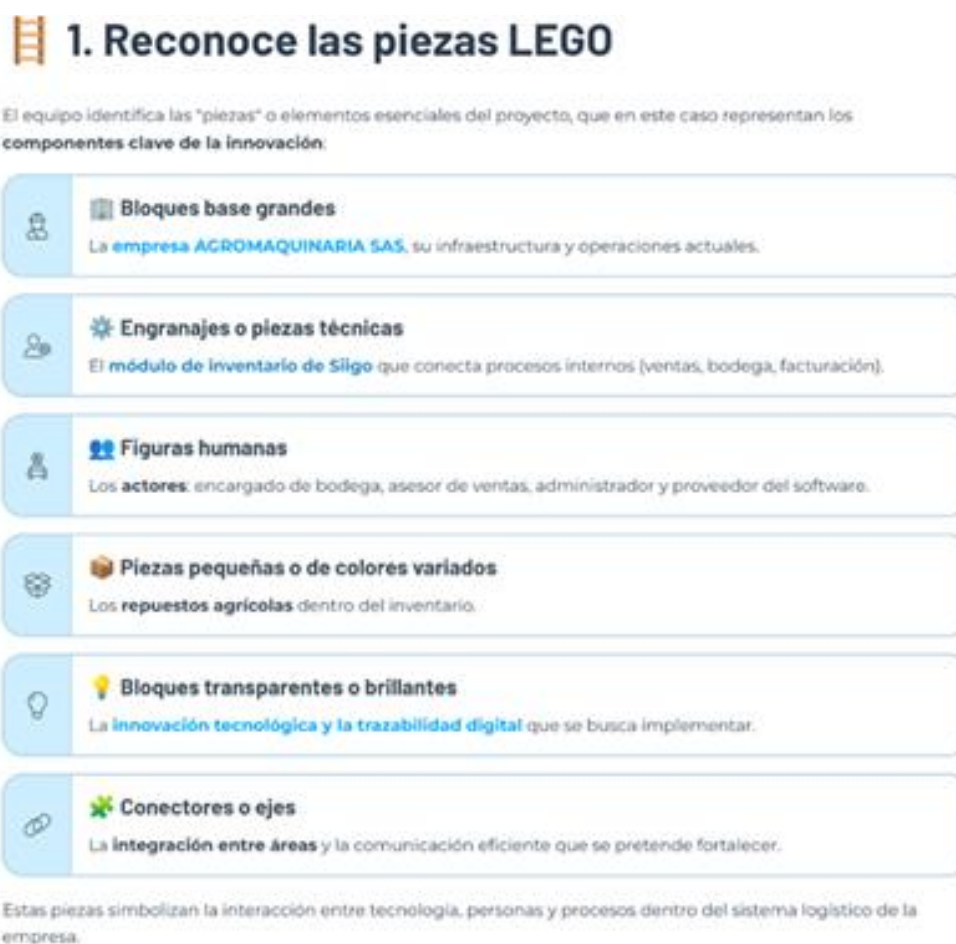 1. Reconoce las piezas LEGO
El equipo identifica las "piezas" o elementos esenciales del proyecto, que en este caso representan los
componentes clave de la innovación:
Bloques base grandes
La empresa AGROMAQUINARIA SAS, su infraestructura y operaciones actuales.
Engranajes o piezas técnicas
El módulo de inventario de Siigo que conecta procesos internos (ventas, bodega, facturación).
Figuras humanas
Los actores: encargado de bodega, asesor de ventas, administrador y proveedor del software.
Piezas pequeñas o de colores variados
Los repuestos agrícolas dentro del inventario.
Bloques transparentes o brillantes
La innovación tecnológica y la trazabilidad digital que se busca implementar.
Conectores o ejes
La integración entre áreas y la comunicación eficiente que se pretende fortalecer.
Estas piezas simbolizan la interacción entre tecnología, personas y procesos dentro del sistema logístico de la
empresa.